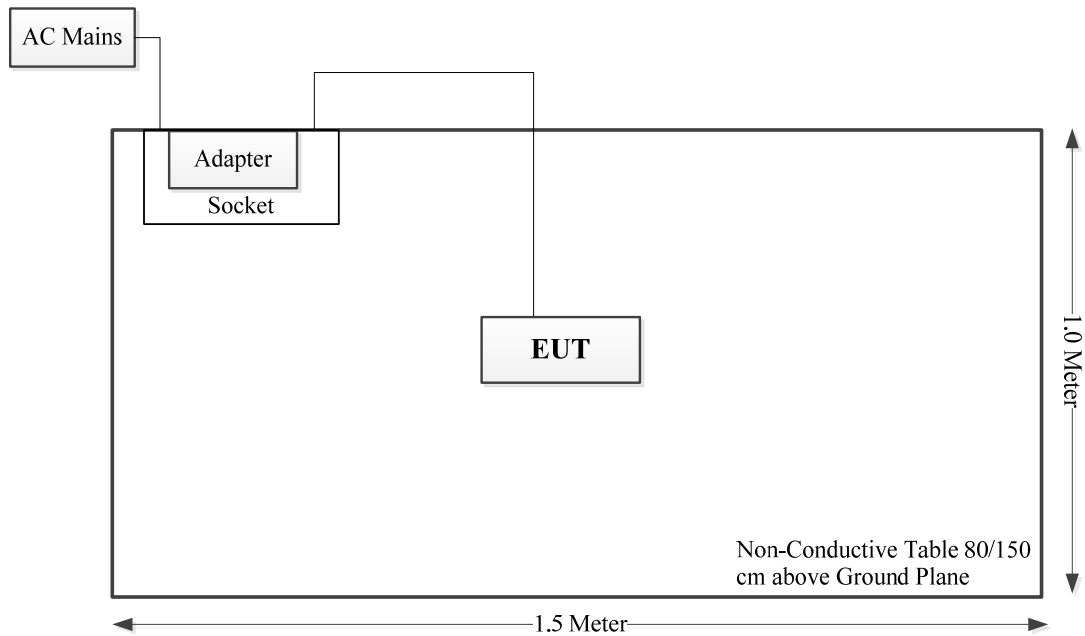 AC Mains
Adapter
Socket
EUT
1.0 Meter
Non-Conductive Table 80/150
cm above Ground Plane
1.5 Meter